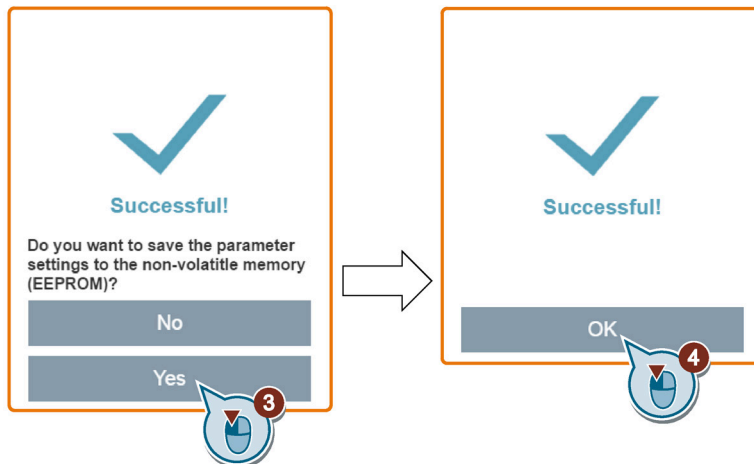 Successful!
Do you want to save the parameter
settings to the non-volatitle memory
(EEPROM)?
No
Yes
3
Successful!
OK
4